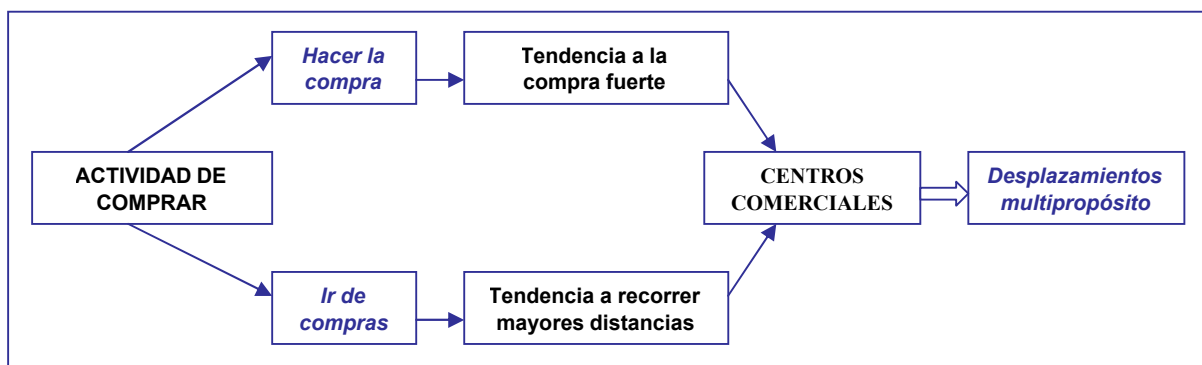 Hacer la
compra
Tendencia a la
compra fuerte
ACTIVIDAD DE
COMPRAR
CENTROS
COMERCIALES
Desplazamientos
multipropósito
Ir de
compras
Tendencia a recorrer
mayores distancias